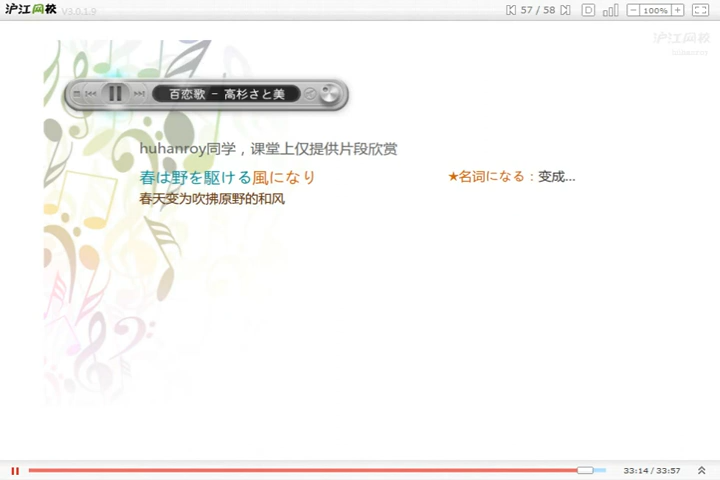 沪江网校 V3.0.1.9
57 / 58
D
100%
沪江网校
huhanroy
百恋歌 - 高杉さと美
huhanroy同学，课堂上仅提供片段欣赏
春は野を駆ける風になり
★名词になる：变成...
春天变为吹拂原野的和风
33:14 / 33:57